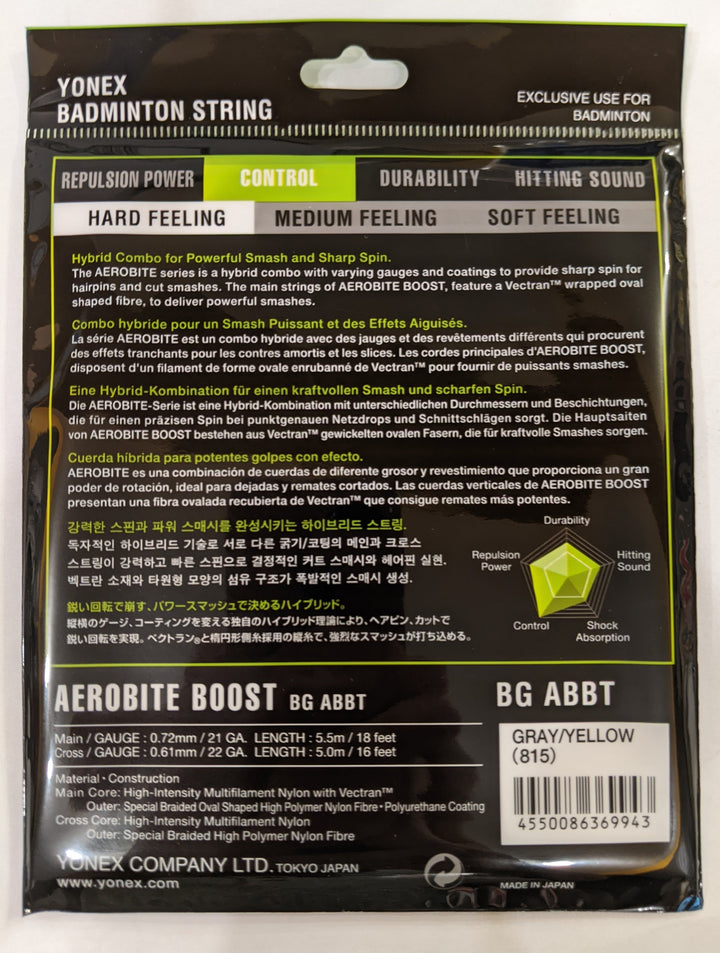 YONEX
BADMINTON STRING
EXCLUSIVE USE FOR
BADMINTON
REPULSION POWER CONTROL DURABILITY HITTING SOUND
HARD FEELING MEDIUM FEELING SOFT FEELING
Hybrid Combo for Powerful Smash and Sharp Spin.
The AEROBITE series is a hybrid combo with varying gauges and coatings to provide sharp spin for
hairpins and cut smashes. The main strings of AEROBITE BOOST, feature a Vectran™ wrapped oval
shaped fibre, to deliver powerful smashes.
Combo hybride pour un Smash Puissant et des Effets Aiguisés.
La série AEROBITE est un combo hybride avec des jauges et des revêtements différents qui procurent
des effets tranchants pour les contres amortis et les slices. Les cordes principales d'AEROBITE BOOST,
disposent d'un filament de forme ovale enrubanné de Vectran™ pour fournir de puissants smashes.
Eine Hybrid-Kombination für einen kraftvollen Smash und scharfen Spin.
Die AEROBITE-Serie ist eine Hybrid-Kombination mit unterschiedlichen Durchmessern und Beschichtungen,
die für einen präzisen Spin bei punktgenauen Netzdrops und Schnittschlägen sorgt. Die Hauptsaiten
von AEROBITE BOOST bestehen aus Vectran™ gewickelten ovalen Fasern, die für kraftvolle Smashes sorgen.
Cuerda híbrida para potentes golpes con efecto.
AEROBITE es una combinación de cuerdas de diferente grosor y revestimiento que proporciona un gran
poder de rotación, ideal para dejadas y remates cortados. Las cuerdas verticales de AEROBITE BOOST
presentan una fibra ovalada recubierta de Vectran™ que consigue remates más potentes.
강력한 스핀과 파워 스매시를 완성시키는 하이브리드 스트링.
독자적인 하이브리드 기술로 서로 다른 굵기/코팅의 메인과 크로스
스트링이 강력하고 빠른 스핀으로 결정적인 커트 스매시와 헤어핀 실현.
벡트란 소재와 타원형 모양의 섬유 구조가 폭발적인 스매시 생성.
鋭い回転で崩す、パワースマッシュで決めるハイブリッド。
縦横のゲージ、コーティングを変える独自のハイブリッド理論により、ヘアピン、カットで
鋭い回転を実現。ベクトラン®と楕円形側糸採用の縦糸で、強烈なスマッシュが打ち込める。
Durability
Repulsion
Power
Hitting
Sound
Control
Shock
Absorption
AEROBITE BOOST BG ABBT
BG ABBT
Main / GAUGE : 0.72mm / 21 GA. LENGTH : 5.5m / 18 feet
Cross / GAUGE : 0.61mm / 22 GA. LENGTH : 5.0m / 16 feet
GRAY/YELLOW
(815)
4550086369943
Material・Construction
Main Core: High-Intensity Multifilament Nylon with Vectran™
Outer: Special Braided Oval Shaped High Polymer Nylon Fibre・Polyurethane Coating
Cross Core: High-Intensity Multifilament Nylon
Outer: Special Braided High Polymer Nylon Fibre
YONEX COMPANY LTD. TOKYO JAPAN
www.yonex.com
MADE IN JAPAN